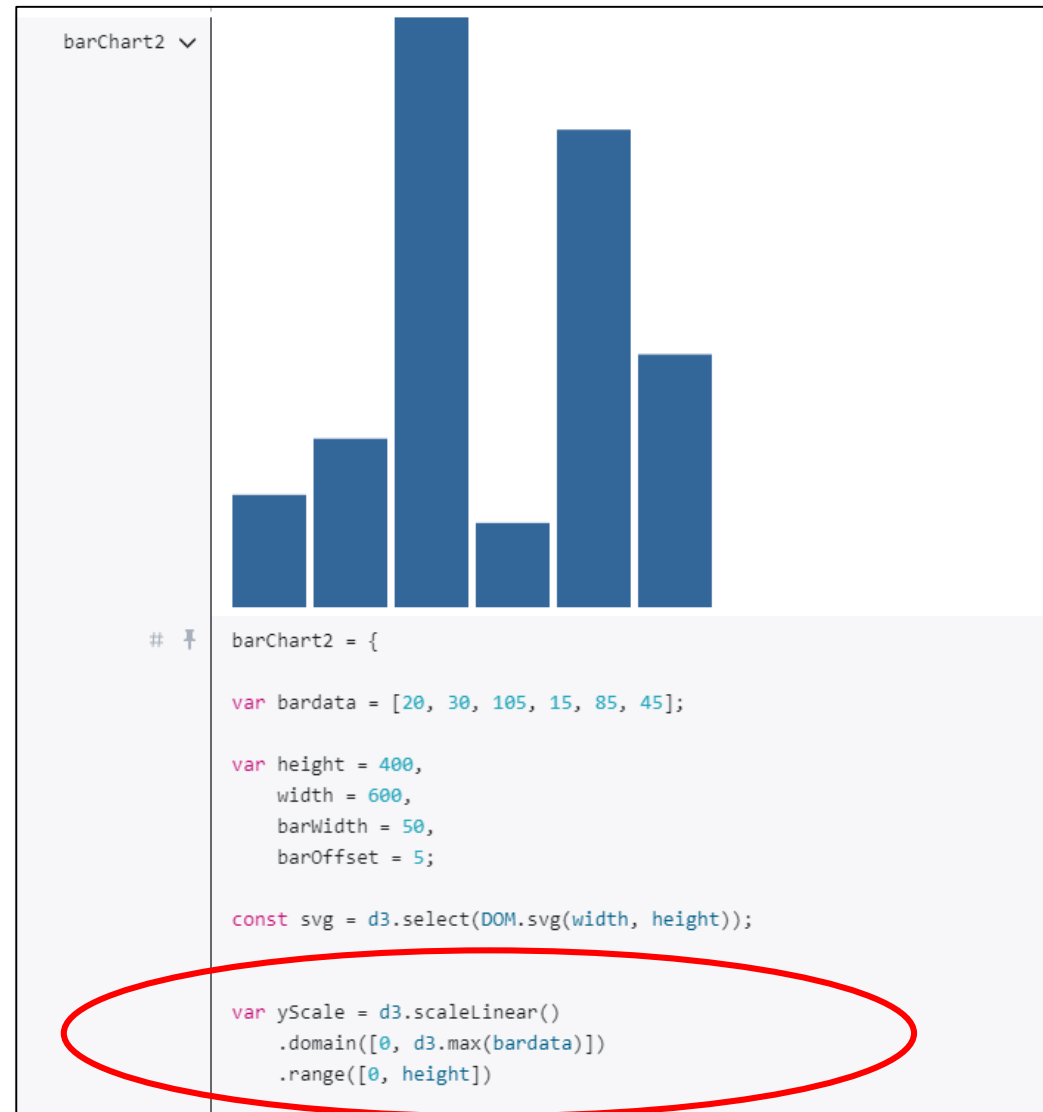 barChart2
# 
barChart2 = {
var bardata = [20, 30, 105, 15, 85, 45];
var height = 400,
    width = 600,
    barWidth = 50,
    barOffset = 5;
const svg = d3.select(DOM.svg(width, height));
var yScale = d3.scaleLinear()
    .domain([0, d3.max(bardata)])
    .range([0, height])